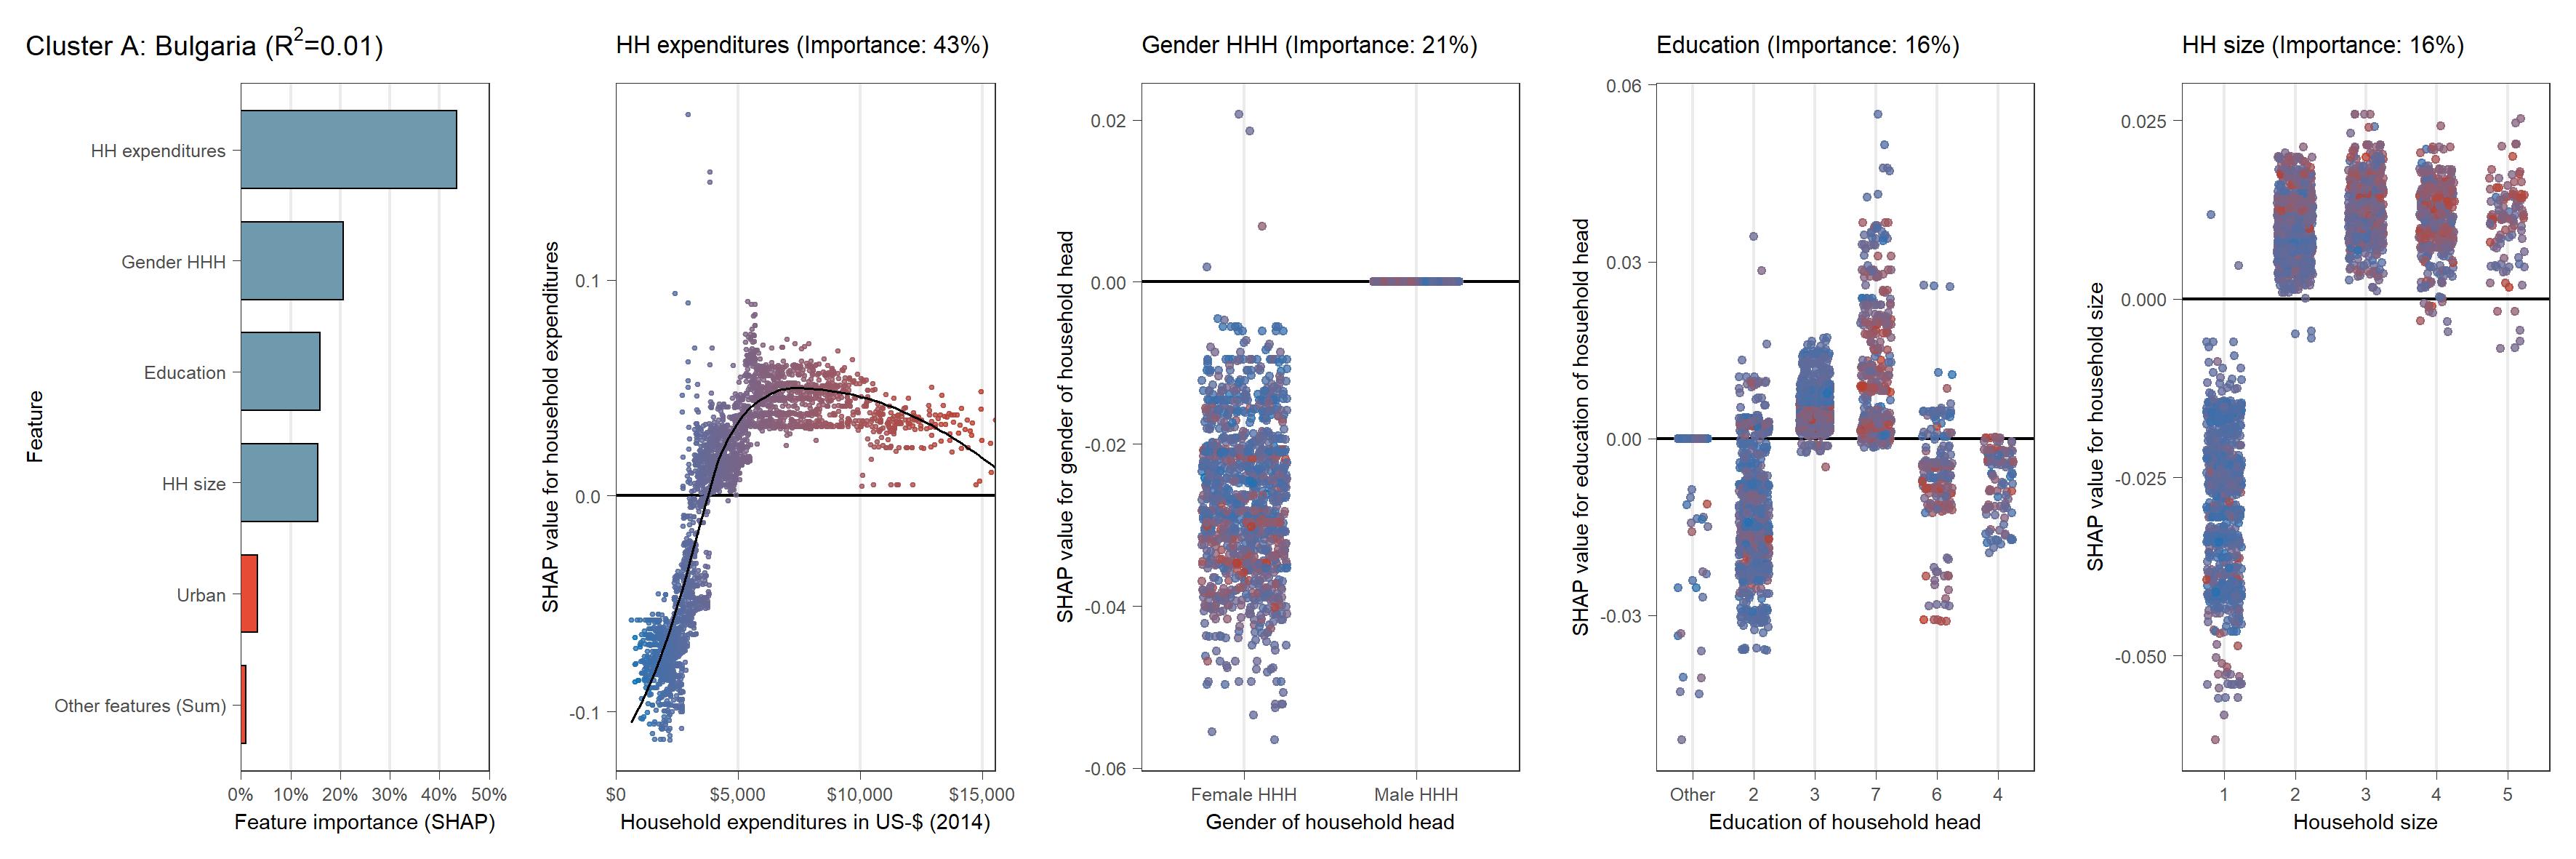 Cluster A: Bulgaria (R2=0.01)
HH expenditures
Gender HHH
Education
HH size
Urban
Other features (Sum)
Feature
0% 10% 20% 30% 40% 50%
Feature importance (SHAP)
HH expenditures (Importance: 43%)
SHAP value for household expenditures
0.1
0.0
-0.1
$0 $5,000 $10,000 $15,000
Household expenditures in US-$ (2014)
Gender HHH (Importance: 21%)
SHAP value for gender of household head
0.02
0.00
-0.02
-0.04
-0.06
Female HHH Male HHH
Gender of household head
Education (Importance: 16%)
SHAP value for education of household head
0.06
0.03
0.00
-0.03
Other 2 3 7 6 4
Education of household head
HH size (Importance: 16%)
SHAP value for household size
0.025
0.000
-0.025
-0.050
1 2 3 4 5
Household size